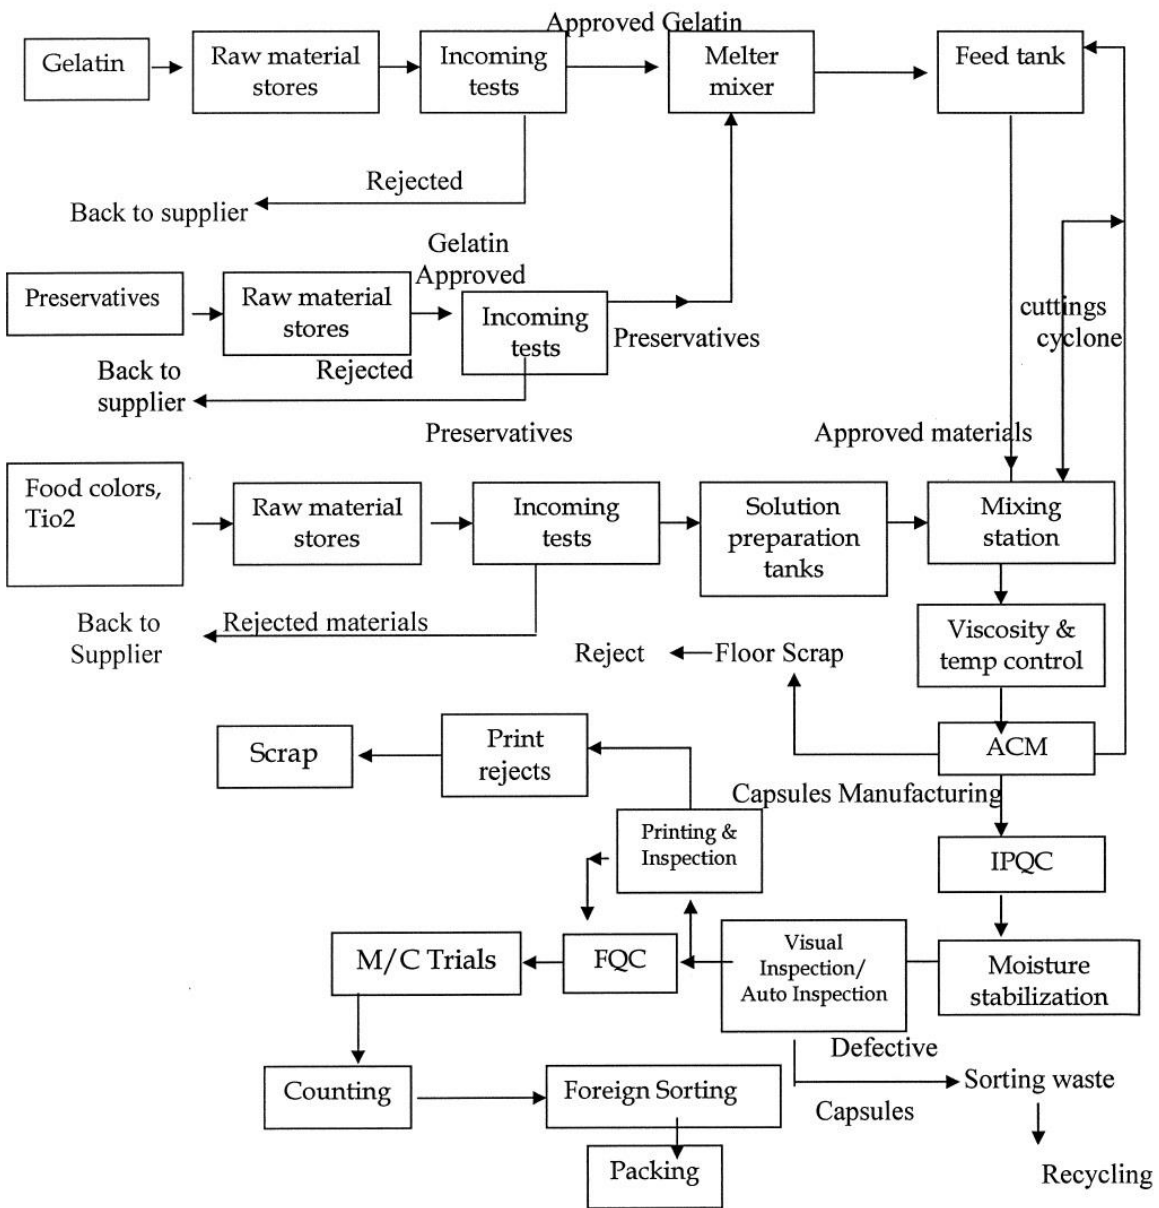 Approved Gelatin
Gelatin
Raw material
stores
Incoming
tests
Melter
mixer
Feed tank
Rejected
Back to supplier
Gelatin
Approved
Preservatives
Raw material
stores
Incoming
tests
Preservatives
cuttings
cyclone
Rejected
Back to
supplier
Preservatives
Approved materials
Food colors,
Tio2
Raw material
stores
Incoming
tests
Solution
preparation
tanks
Mixing
station
Back to
Supplier
Rejected materials
Reject
Floor Scrap
Viscosity &
temp control
Scrap
Print
rejects
ACM
Capsules Manufacturing
Printing &
Inspection
IPQC
M/C Trials
FQC
Visual
Inspection/
Auto Inspection
Moisture
stabilization
Defective
Counting
Foreign Sorting
Sorting waste
Capsules
Packing
Recycling